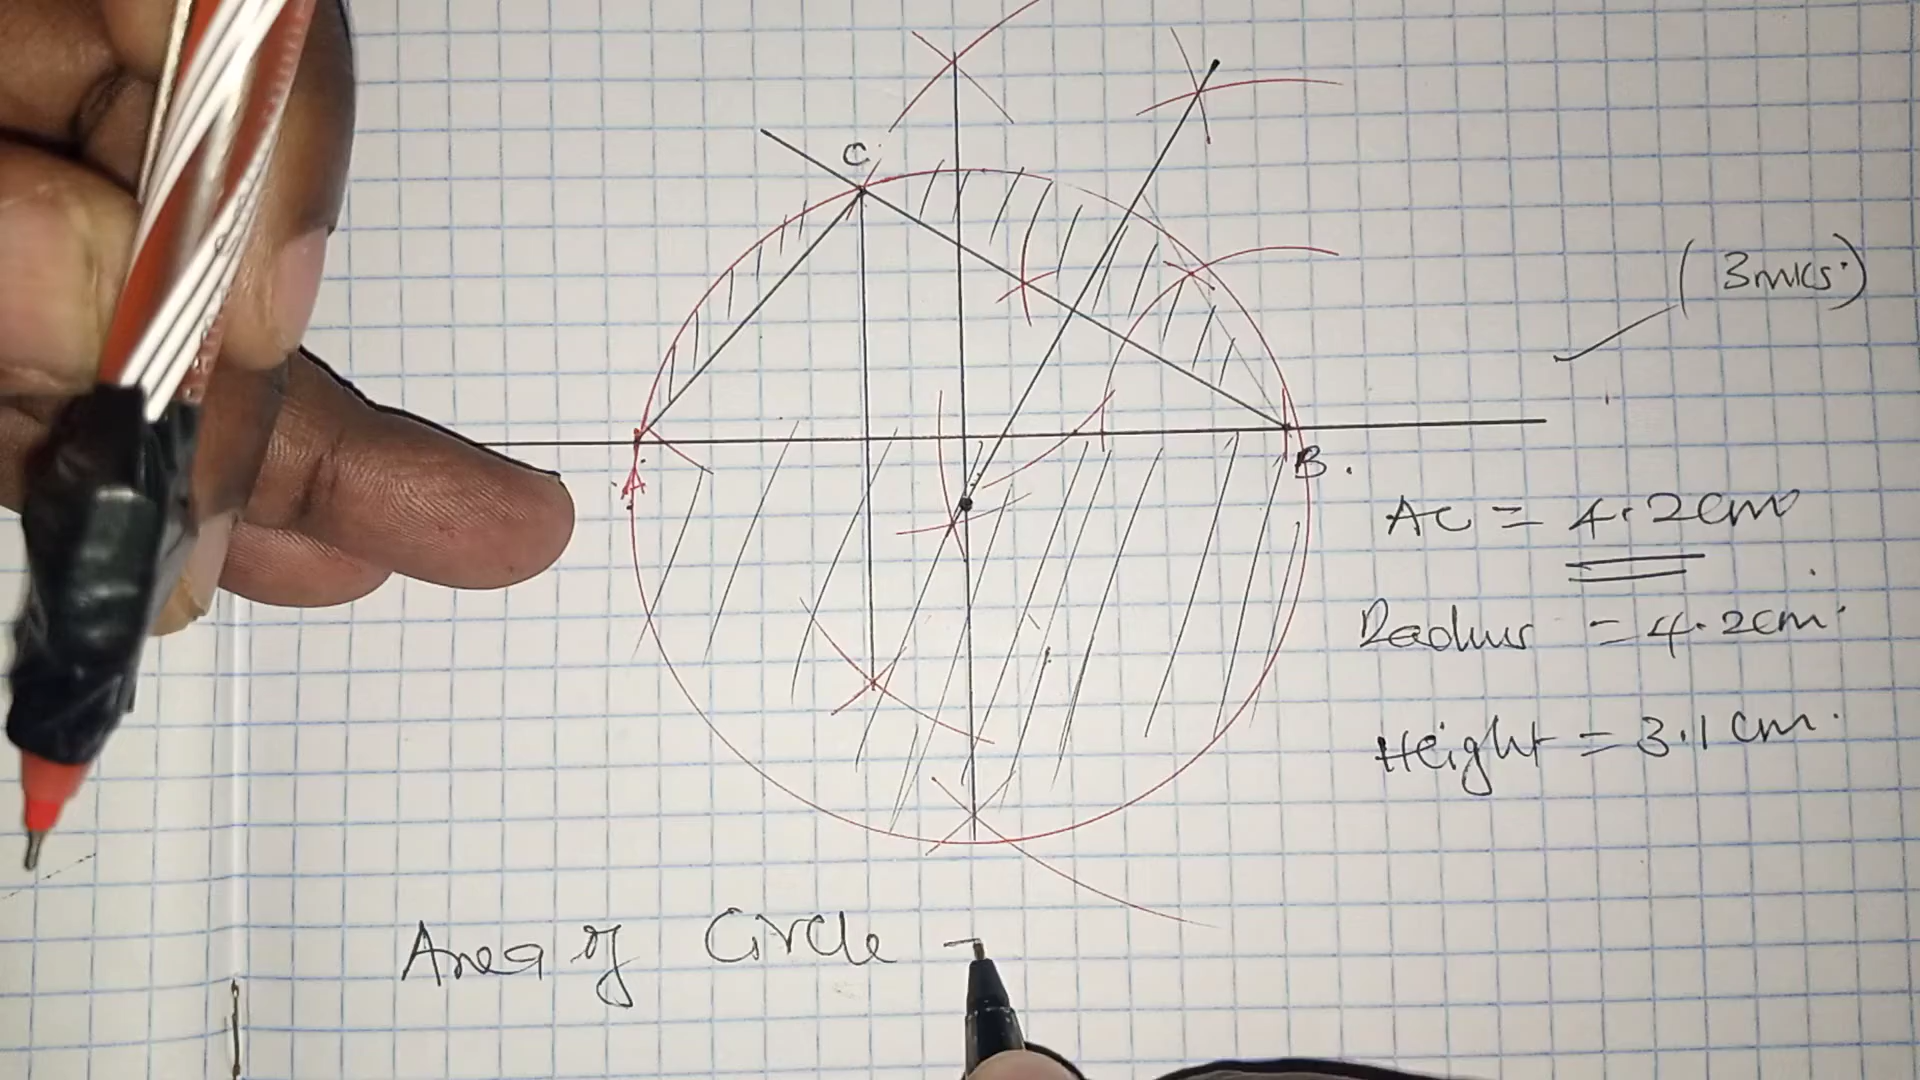 C
(3mks.)
A
B.
AC = 4.2cm
Radius = 4.2cm.
Height = 3.1 cm.
Area of Circle =